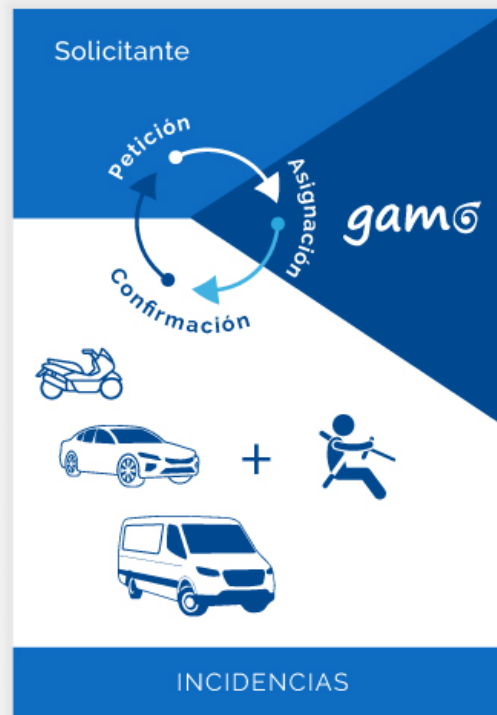 Solicitante
Petición
Asignación
gamo
Confirmación
+
INCIDENCIAS